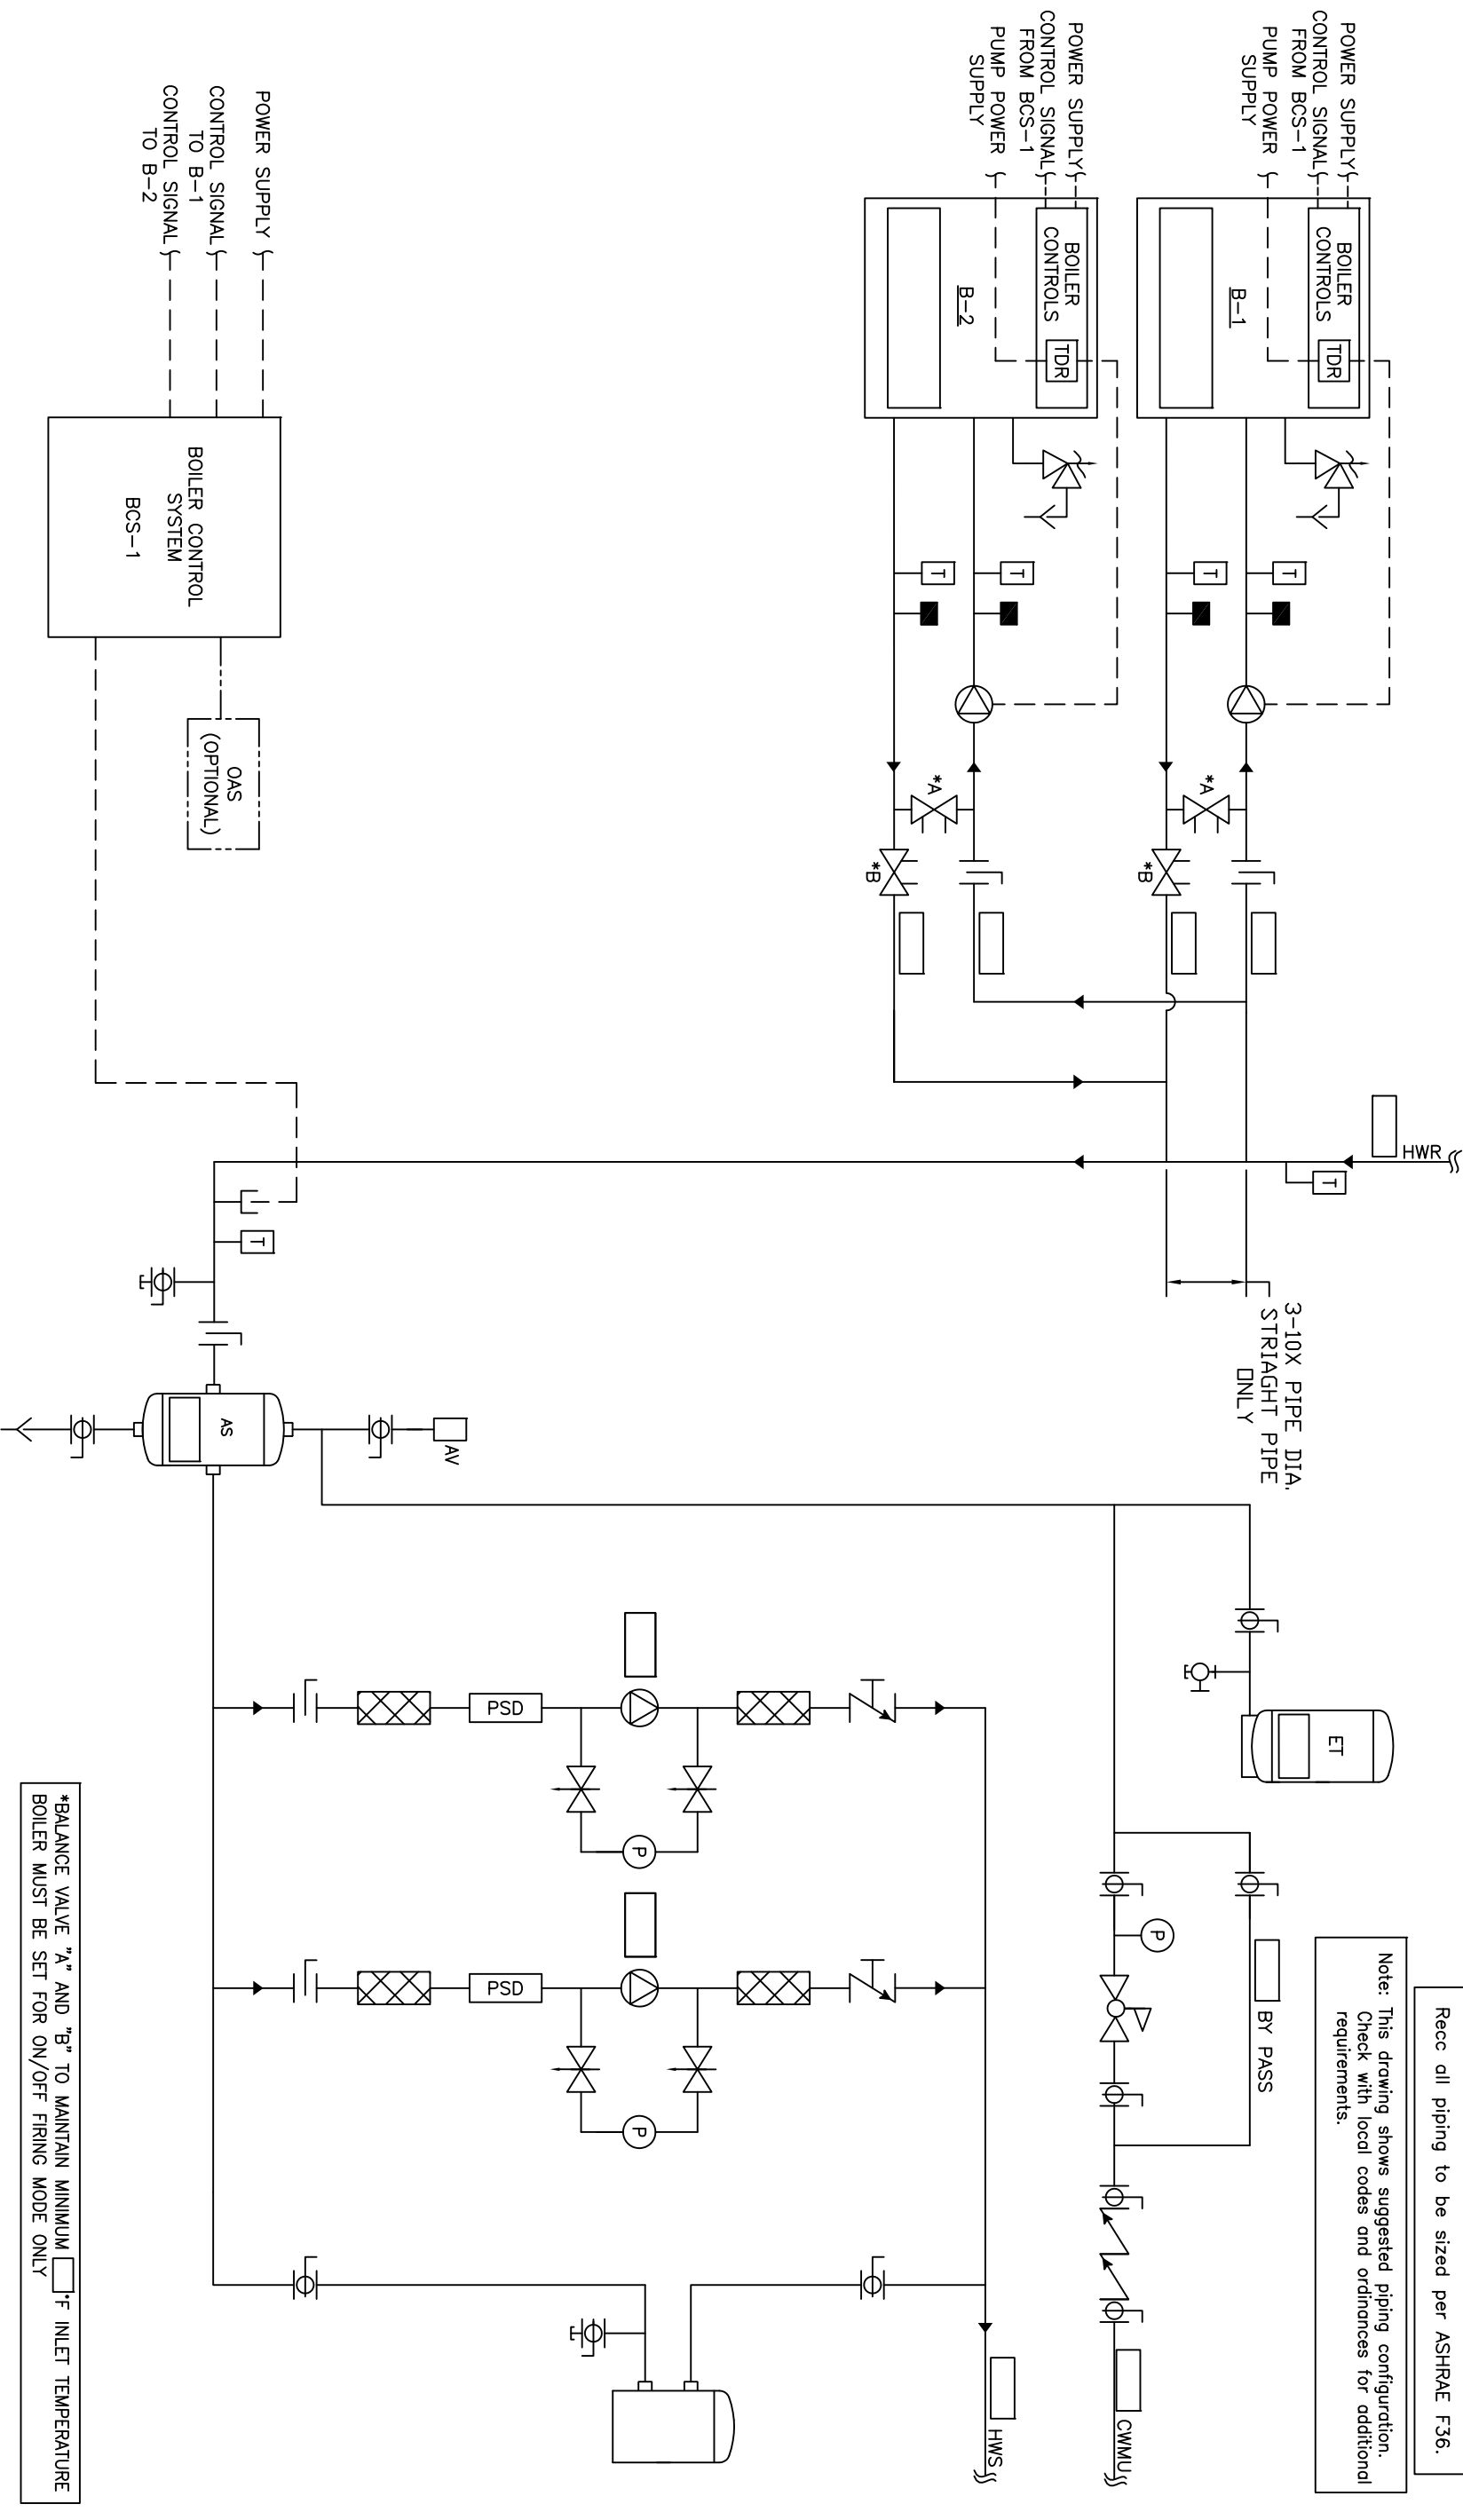 Recc all piping to be sized per ASHRAE F36.
Note: This drawing shows suggested piping configuration.
Check with local codes and ordinances for additional
requirements.
POWER SUPPLY
CONTROL SIGNAL
FROM BCS-1
PUMP POWER
SUPPLY
BOILER
CONTROLS
TDR
B-1
T
T
*A
*B
HWR
T
3-10X PIPE DIA.
STRIAGHT PIPE
ONLY
POWER SUPPLY
CONTROL SIGNAL
FROM BCS-1
PUMP POWER
SUPPLY
BOILER
CONTROLS
TDR
B-2
T
T
*A
*B
ET
BY PASS
P
CWMU
HWS
PSD
P
PSD
P
AV
AS
T
POWER SUPPLY
CONTROL SIGNAL
TO B-1
CONTROL SIGNAL
TO B-2
BOILER CONTROL
SYSTEM
BCS-1
OAS
(OPTIONAL)
*BALANCE VALVE "A" AND "B" TO MAINTAIN MINIMUM °F INLET TEMPERATURE
BOILER MUST BE SET FOR ON/OFF FIRING MODE ONLY